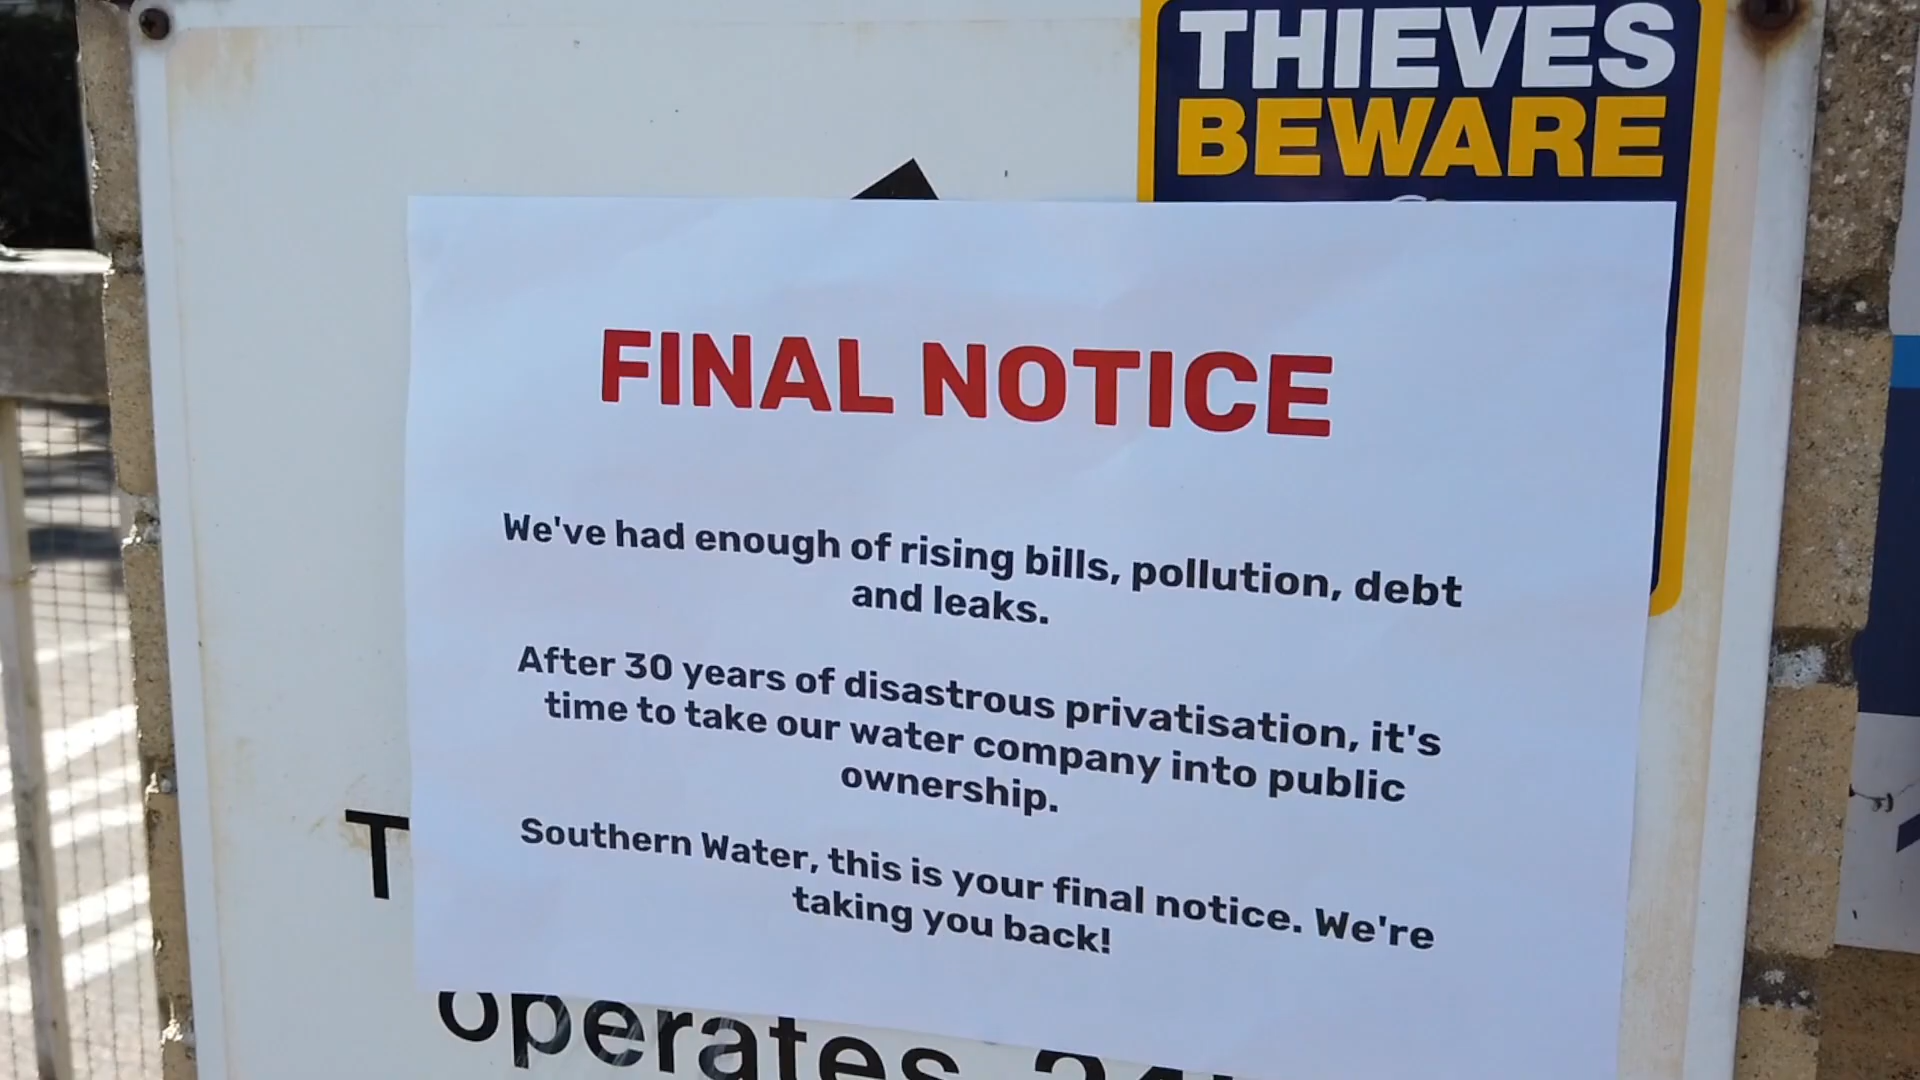 THIEVES
BEWARE
FINAL NOTICE
We've had enough of rising bills, pollution, debt
and leaks.
After 30 years of disastrous privatisation, it's
time to take our water company into public
ownership.
Southern Water, this is your final notice. We're
taking you back!
T
operates